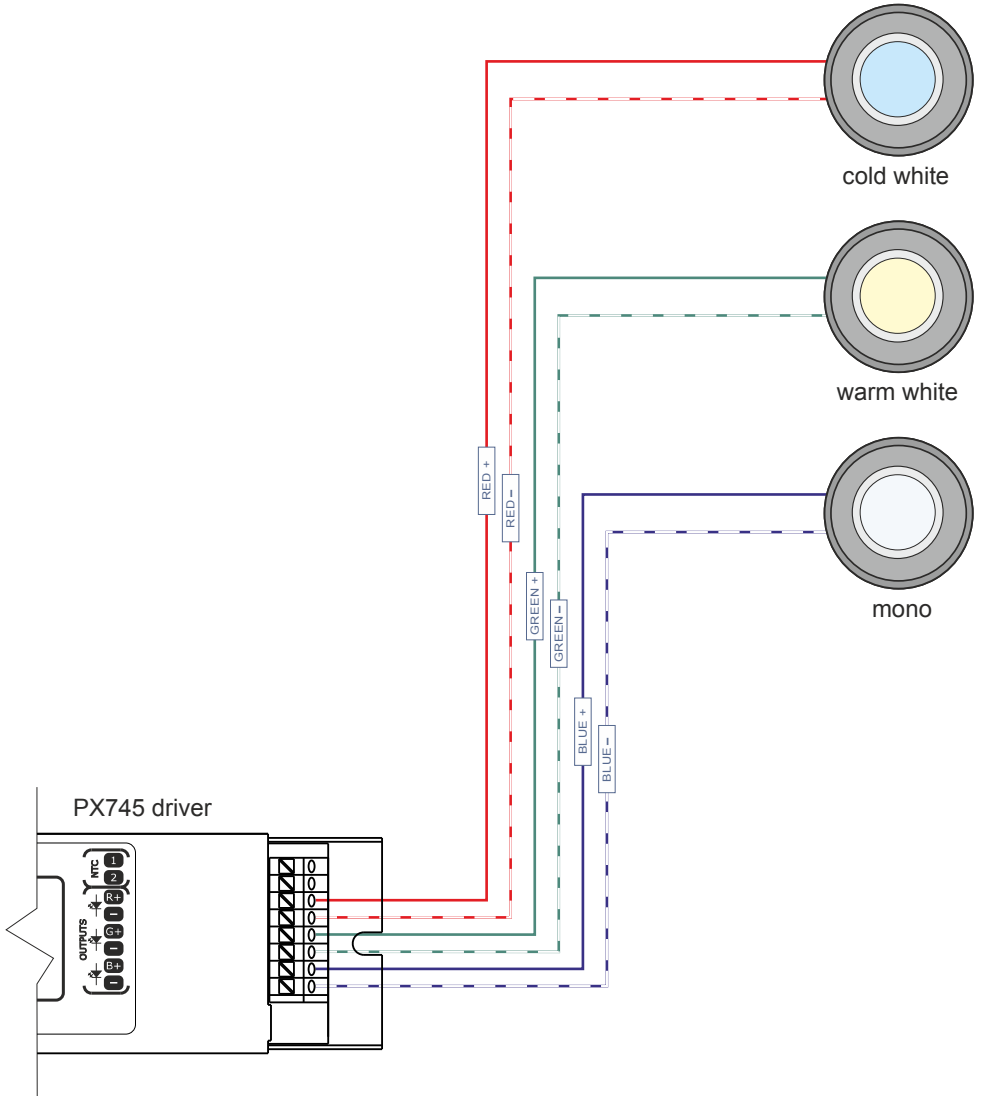 cold white
warm white
mono
RED +
RED –
GREEN +
GREEN –
BLUE +
BLUE –
PX745 driver
NTC
1
2
OUTPUTS
R+
–
G+
–
B+
–